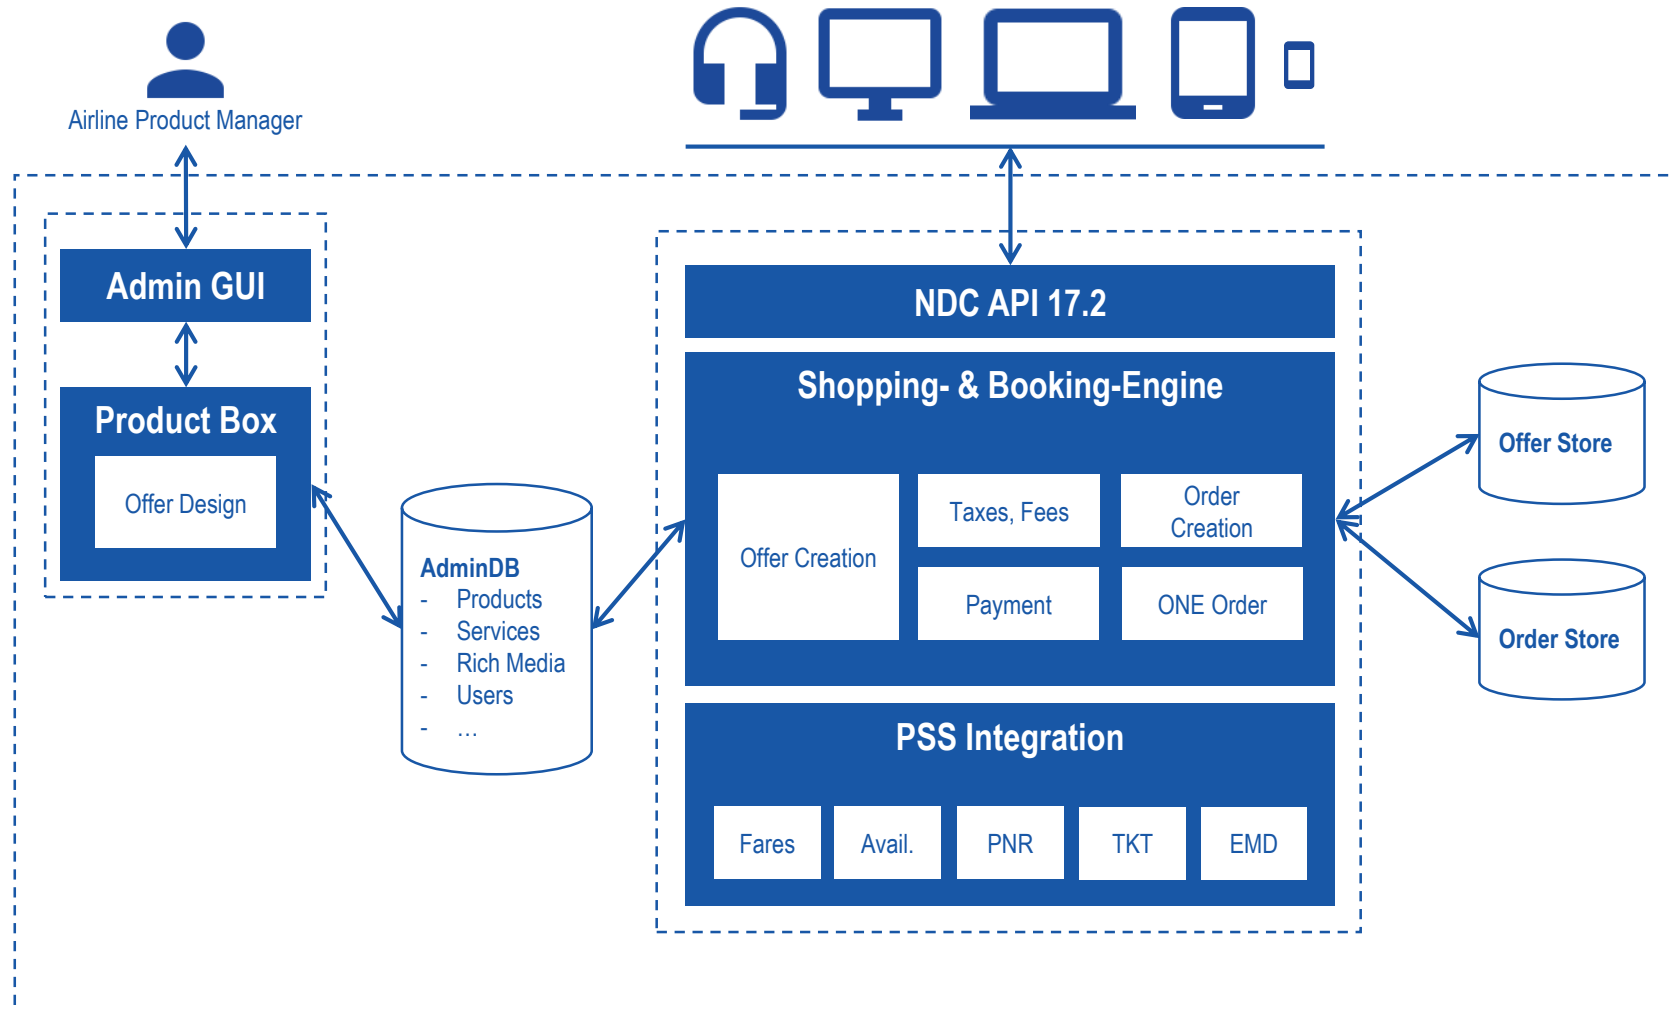 Airline Product Manager
Admin GUI
Product Box
Offer Design
AdminDB
- Products
- Services
- Rich Media
- Users
- …
NDC API 17.2
Shopping- & Booking-Engine
Offer Creation
Taxes, Fees
Order
Creation
Payment
ONE Order
PSS Integration
Fares
Avail.
PNR
TKT
EMD
Offer Store
Order Store